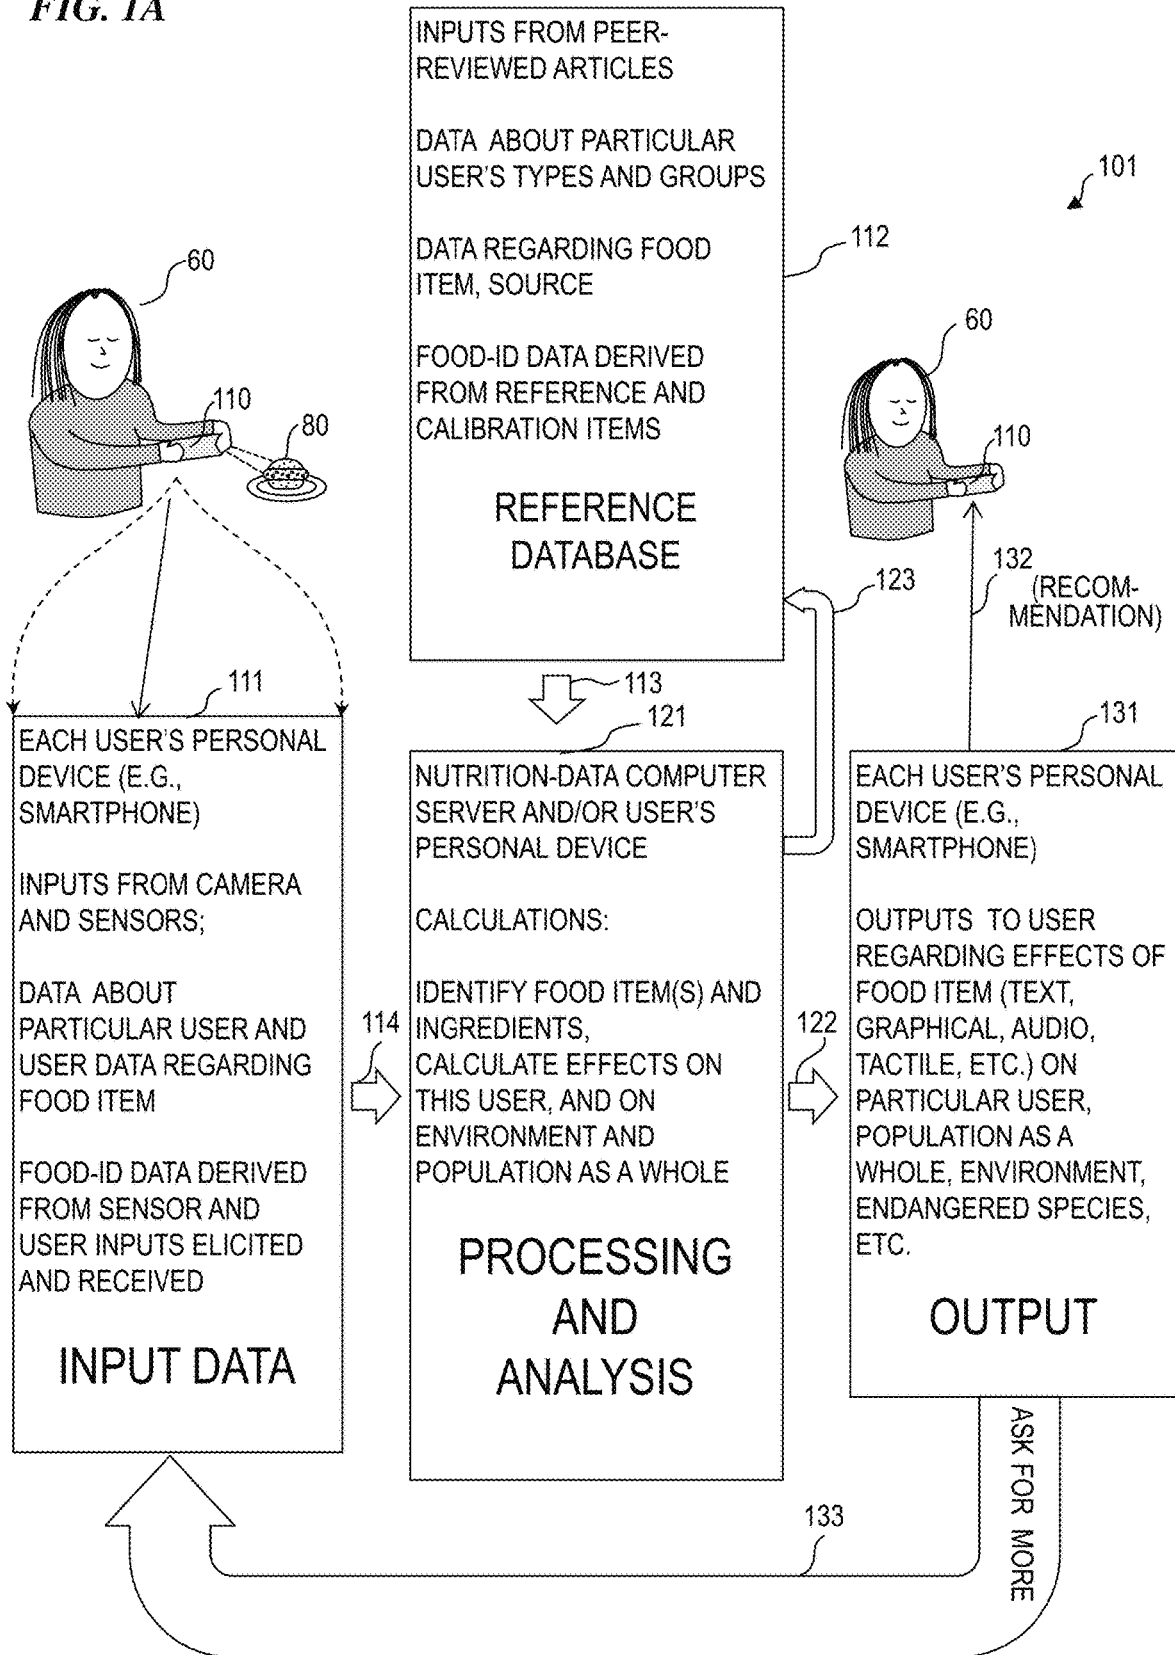 FIG. 1A
INPUTS FROM PEER-
REVIEWED ARTICLES
DATA ABOUT PARTICULAR
USER'S TYPES AND GROUPS
DATA REGARDING FOOD
ITEM, SOURCE
FOOD-ID DATA DERIVED
FROM REFERENCE AND
CALIBRATION ITEMS
REFERENCE
DATABASE
101
112
60
110
80
60
110
132
(RECOM-
MENDATION)
123
113
111
EACH USER'S PERSONAL
DEVICE (E.G.,
SMARTPHONE)
INPUTS FROM CAMERA
AND SENSORS;
DATA ABOUT
PARTICULAR USER AND
USER DATA REGARDING
FOOD ITEM
FOOD-ID DATA DERIVED
FROM SENSOR AND
USER INPUTS ELICITED
AND RECEIVED
INPUT DATA
114
121
NUTRITION-DATA COMPUTER
SERVER AND/OR USER'S
PERSONAL DEVICE
CALCULATIONS:
IDENTIFY FOOD ITEM(S) AND
INGREDIENTS,
CALCULATE EFFECTS ON
THIS USER, AND ON
ENVIRONMENT AND
POPULATION AS A WHOLE
PROCESSING
AND
ANALYSIS
122
131
EACH USER'S PERSONAL
DEVICE (E.G.,
SMARTPHONE)
OUTPUTS TO USER
REGARDING EFFECTS OF
FOOD ITEM (TEXT,
GRAPHICAL, AUDIO,
TACTILE, ETC.) ON
PARTICULAR USER,
POPULATION AS A
WHOLE, ENVIRONMENT,
ENDANGERED SPECIES,
ETC.
OUTPUT
ASK FOR MORE
133